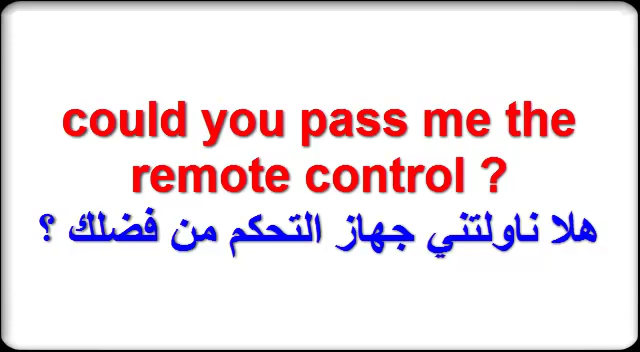 could you pass me the
remote control ?
هلا ناولتني جهاز التحكم من فضلك ؟